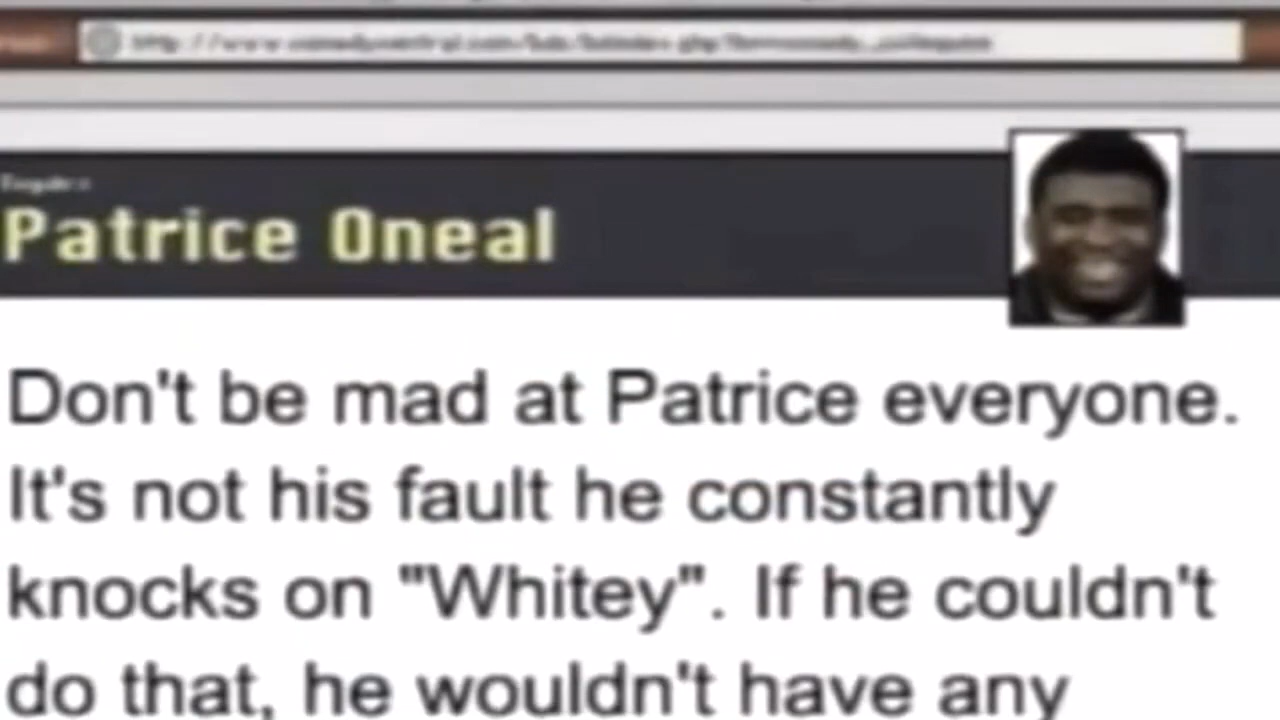 Patrice Oneal
Don't be mad at Patrice everyone.
It's not his fault he constantly
knocks on "Whitey". If he couldn't
do that, he wouldn't have any